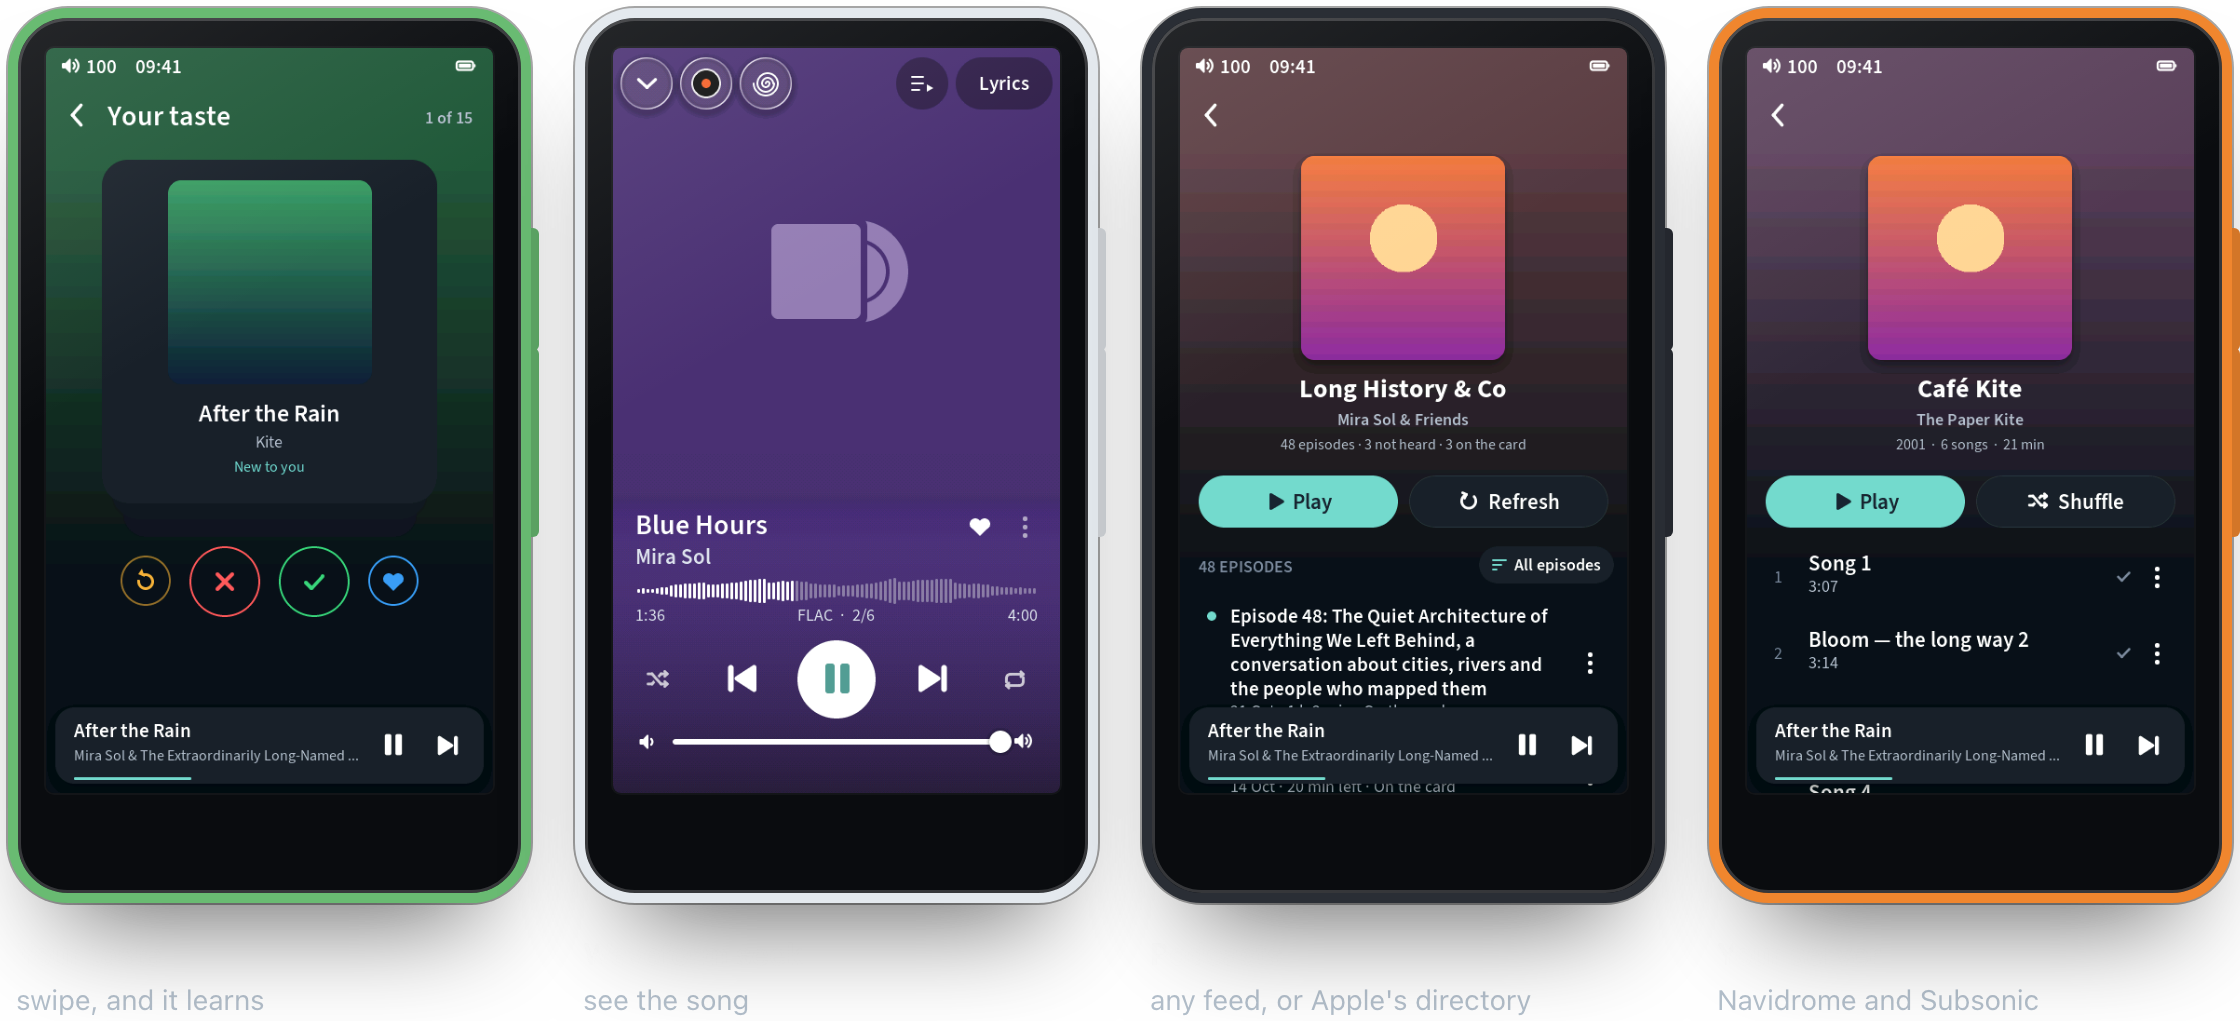 100 09:41
Your taste
1 of 15
After the Rain
Kite
New to you
After the Rain
Mira Sol & The Extraordinarily Long-Named ...
swipe, and it learns
Lyrics
Blue Hours
Mira Sol
1:36
FLAC · 2/6
4:00
see the song
100 09:41
Long History & Co
Mira Sol & Friends
48 episodes · 3 not heard · 3 on the card
Play
Refresh
48 EPISODES
All episodes
Episode 48: The Quiet Architecture of
Everything We Left Behind, a
conversation about cities, rivers and
the people who mapped them
After the Rain
Mira Sol & The Extraordinarily Long-Named ...
14 Oct · 20 min left · On the card
any feed, or Apple's directory
100 09:41
Café Kite
The Paper Kite
2001 · 6 songs · 21 min
Play
Shuffle
1
Song 1
3:07
2
Bloom — the long way 2
3:14
After the Rain
Mira Sol & The Extraordinarily Long-Named ...
Song 4
Navidrome and Subsonic